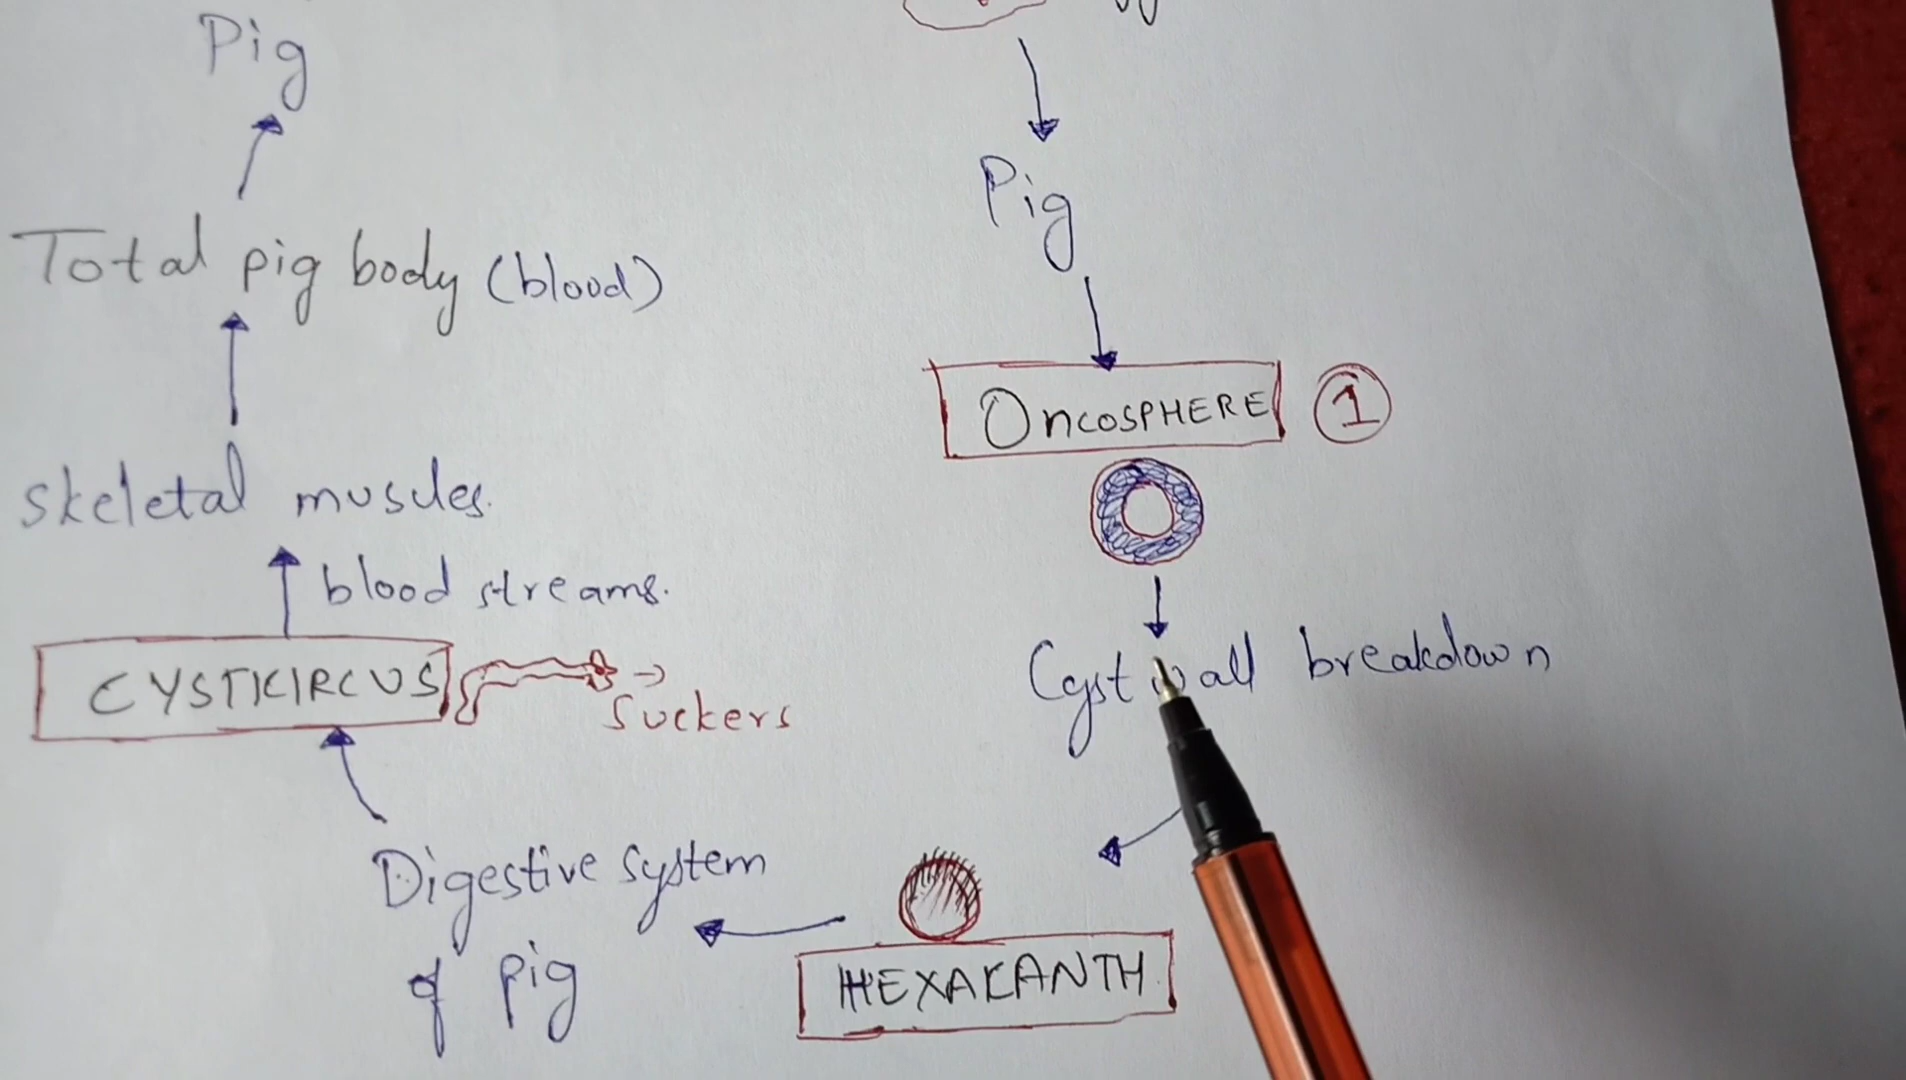 Pig
Pig
Total pig body (blood)
ONCOSPHERE 1
skeletal muscles.
blood streams.
Cyst wall breakdown
CYSTICIRCUS
→ Suckers
Digestive system
of pig
HEXAKANTH